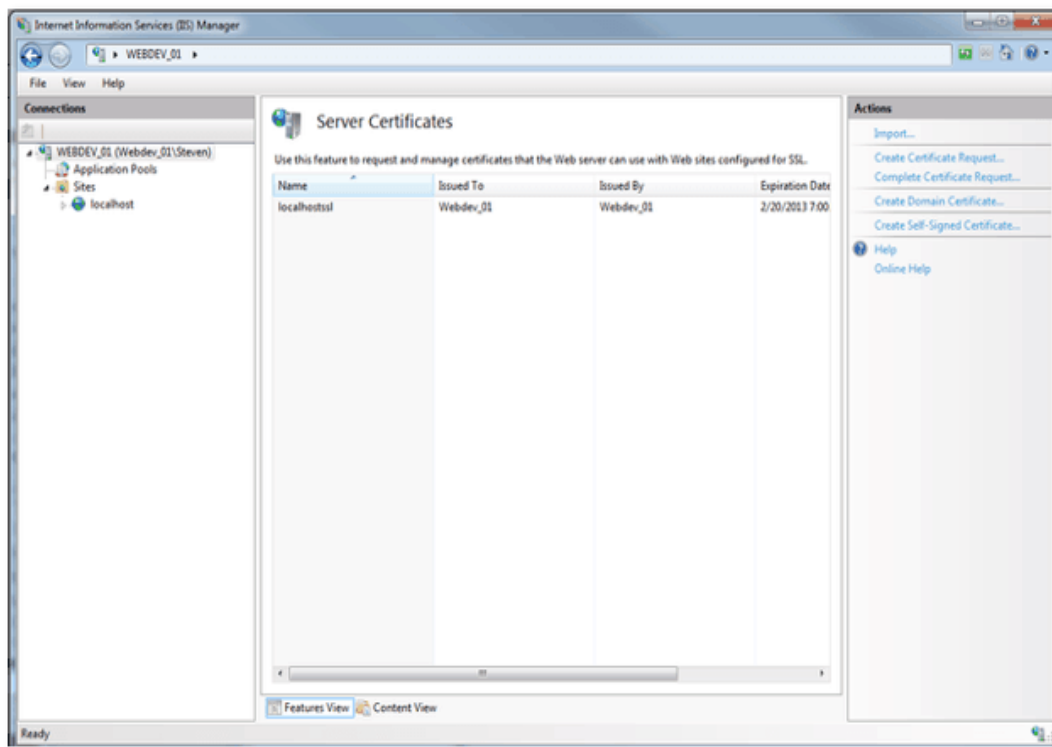 Internet Information Services (IIS) Manager
WEBDEV_01
File View Help
Connections
WEBDEV_01 (Webdev_01\Steven)
Application Pools
Sites
localhost
Server Certificates
Use this feature to request and manage certificates that the Web server can use with Web sites configured for SSL.
Name Issued To Issued By Expiration Date
localhostssl Webdev_01 Webdev_01 2/20/2013 7:00
Features View Content View
Actions
Import...
Create Certificate Request...
Complete Certificate Request...
Create Domain Certificate...
Create Self-Signed Certificate...
Help
Online Help
Ready